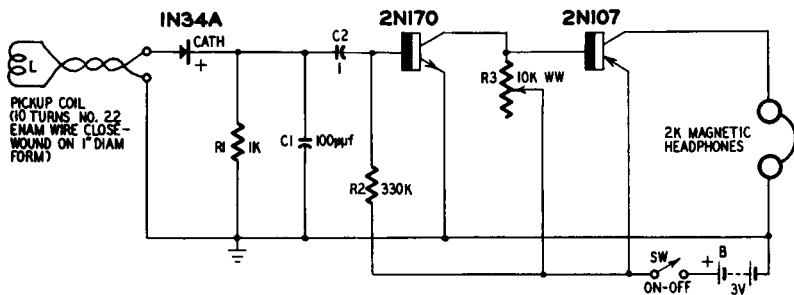 1N34A
2N170
2N107
CATH
+
C2
1
L
R3
10K WW
PICKUP COIL
(10 TURNS NO. 22
ENAM WIRE CLOSE-
WOUND ON 1" DIAM
FORM)
R1
1K
C1
100µµf
R2
330K
2K MAGNETIC
HEADPHONES
SW
ON-OFF
+
B
3V